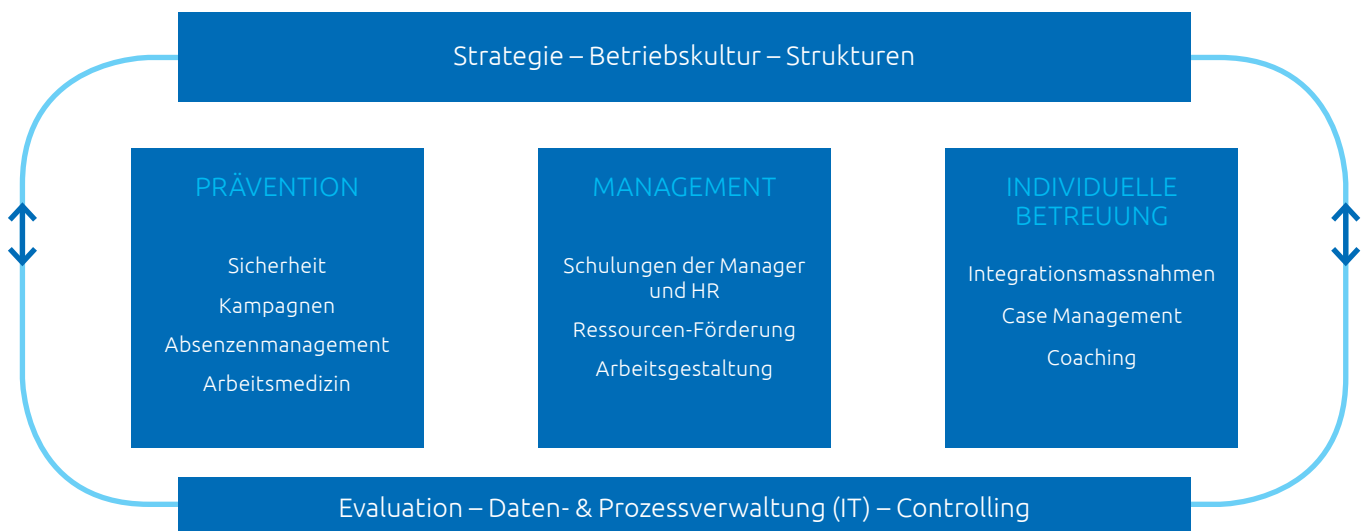 Strategie – Betriebskultur – Strukturen
PRÄVENTION
Sicherheit
Kampagnen
Absenzenmanagement
Arbeitsmedizin
MANAGEMENT
Schulungen der Manager
und HR
Ressourcen-Förderung
Arbeitsgestaltung
INDIVIDUELLE
BETREUUNG
Integrationsmassnahmen
Case Management
Coaching
Evaluation – Daten- & Prozessverwaltung (IT) – Controlling